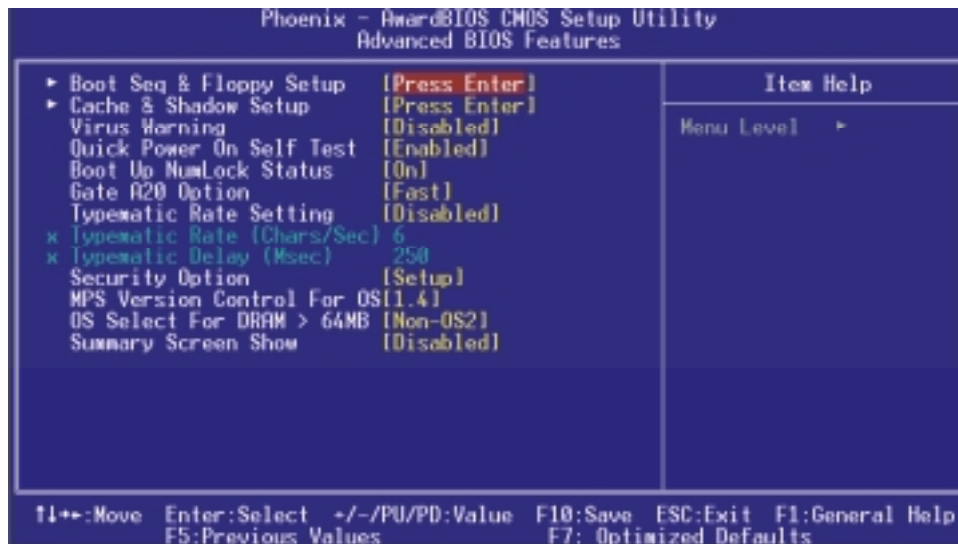 Phoenix - AwardBIOS CMOS Setup Utility
Advanced BIOS Features
► Boot Seq & Floppy Setup [Press Enter]
► Cache & Shadow Setup [Press Enter]
Virus Warning [Disabled]
Quick Power On Self Test [Enabled]
Boot Up NumLock Status [On]
Gate A20 Option [Fast]
Typematic Rate Setting [Disabled]
x Typematic Rate (Chars/Sec) 6
x Typematic Delay (Msec) 250
Security Option [Setup]
MPS Version Control For OS[1.4]
OS Select For DRAM > 64MB [Non-OS2]
Summary Screen Show [Disabled]
Item Help
Menu Level ►
↑↓→←:Move Enter:Select +/-/PU/PD:Value F10:Save ESC:Exit F1:General Help
F5:Previous Values F7: Optimized Defaults